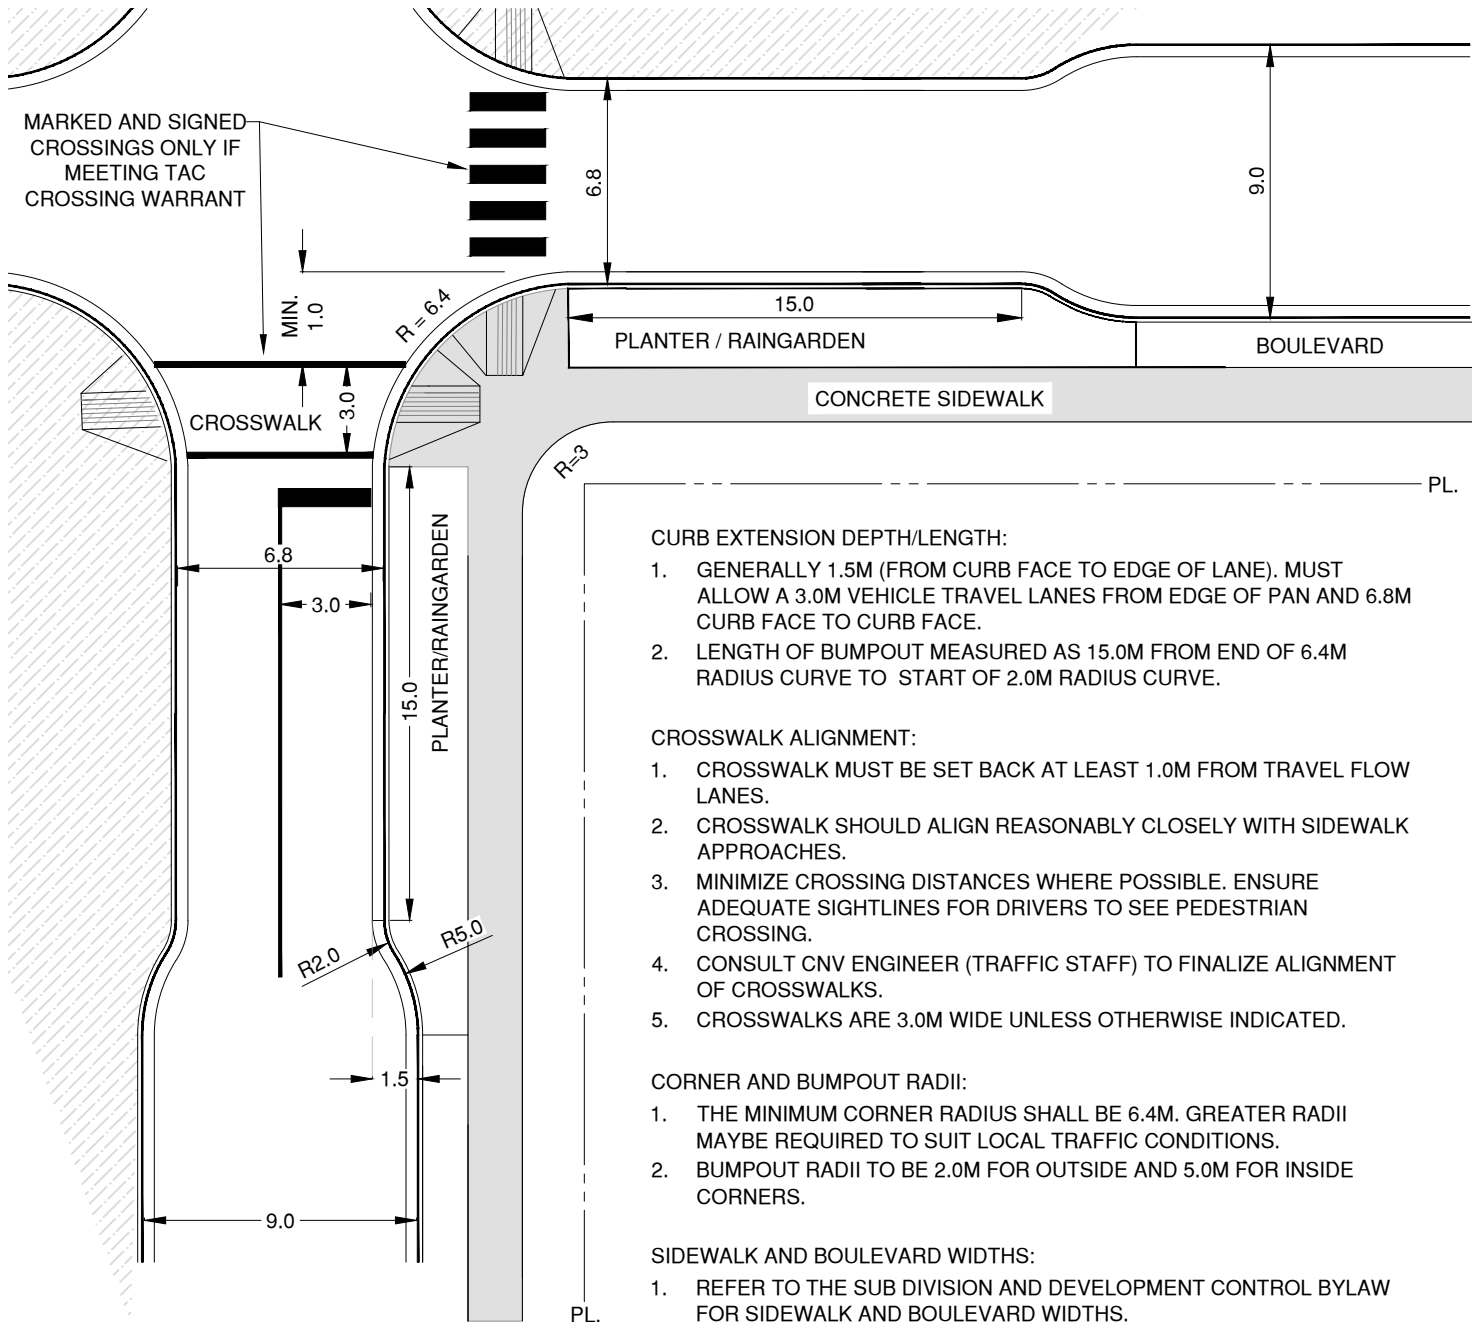 MARKED AND SIGNED
CROSSINGS ONLY IF
MEETING TAC
CROSSING WARRANT
6.8
9.0
MIN.
1.0
R = 6.4
15.0
PLANTER / RAINGARDEN
BOULEVARD
CONCRETE SIDEWALK
CROSSWALK
3.0
R=3
PL.
6.8
3.0
15.0
PLANTER/RAINGARDEN
R2.0
R5.0
1.5
9.0
PL.
CURB EXTENSION DEPTH/LENGTH:
1. GENERALLY 1.5M (FROM CURB FACE TO EDGE OF LANE). MUST
ALLOW A 3.0M VEHICLE TRAVEL LANES FROM EDGE OF PAN AND 6.8M
CURB FACE TO CURB FACE.
2. LENGTH OF BUMPOUT MEASURED AS 15.0M FROM END OF 6.4M
RADIUS CURVE TO START OF 2.0M RADIUS CURVE.
CROSSWALK ALIGNMENT:
1. CROSSWALK MUST BE SET BACK AT LEAST 1.0M FROM TRAVEL FLOW
LANES.
2. CROSSWALK SHOULD ALIGN REASONABLY CLOSELY WITH SIDEWALK
APPROACHES.
3. MINIMIZE CROSSING DISTANCES WHERE POSSIBLE. ENSURE
ADEQUATE SIGHTLINES FOR DRIVERS TO SEE PEDESTRIAN
CROSSING.
4. CONSULT CNV ENGINEER (TRAFFIC STAFF) TO FINALIZE ALIGNMENT
OF CROSSWALKS.
5. CROSSWALKS ARE 3.0M WIDE UNLESS OTHERWISE INDICATED.
CORNER AND BUMPOUT RADII:
1. THE MINIMUM CORNER RADIUS SHALL BE 6.4M. GREATER RADII
MAYBE REQUIRED TO SUIT LOCAL TRAFFIC CONDITIONS.
2. BUMPOUT RADII TO BE 2.0M FOR OUTSIDE AND 5.0M FOR INSIDE
CORNERS.
SIDEWALK AND BOULEVARD WIDTHS:
1. REFER TO THE SUB DIVISION AND DEVELOPMENT CONTROL BYLAW
FOR SIDEWALK AND BOULEVARD WIDTHS.